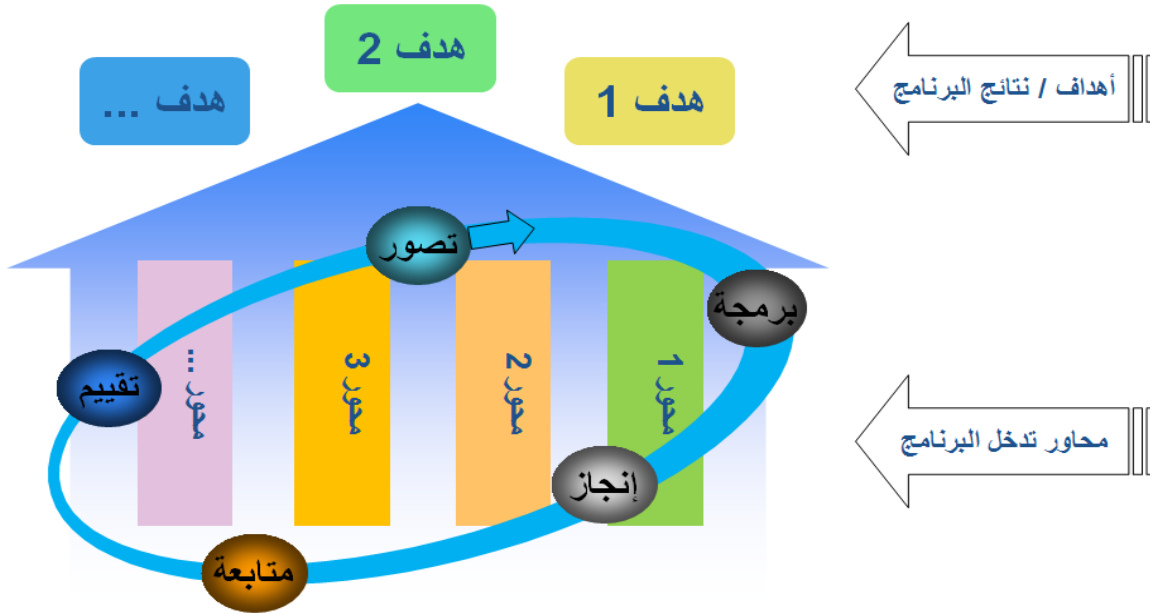 هدف 2
هدف 1
هدف ...
أهداف / نتائج البرنامج
تصور
برمجة
محور 1
محور 2
محور 3
محور ...
تقييم
محاور تدخل البرنامج
إنجاز
متابعة